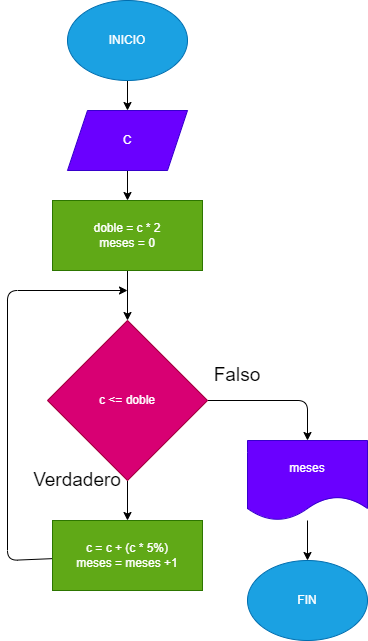 INICIO
C
doble = c * 2
meses = 0
c <= doble
Falso
Verdadero
meses
c = c + (c * 5%)
meses = meses +1
FIN